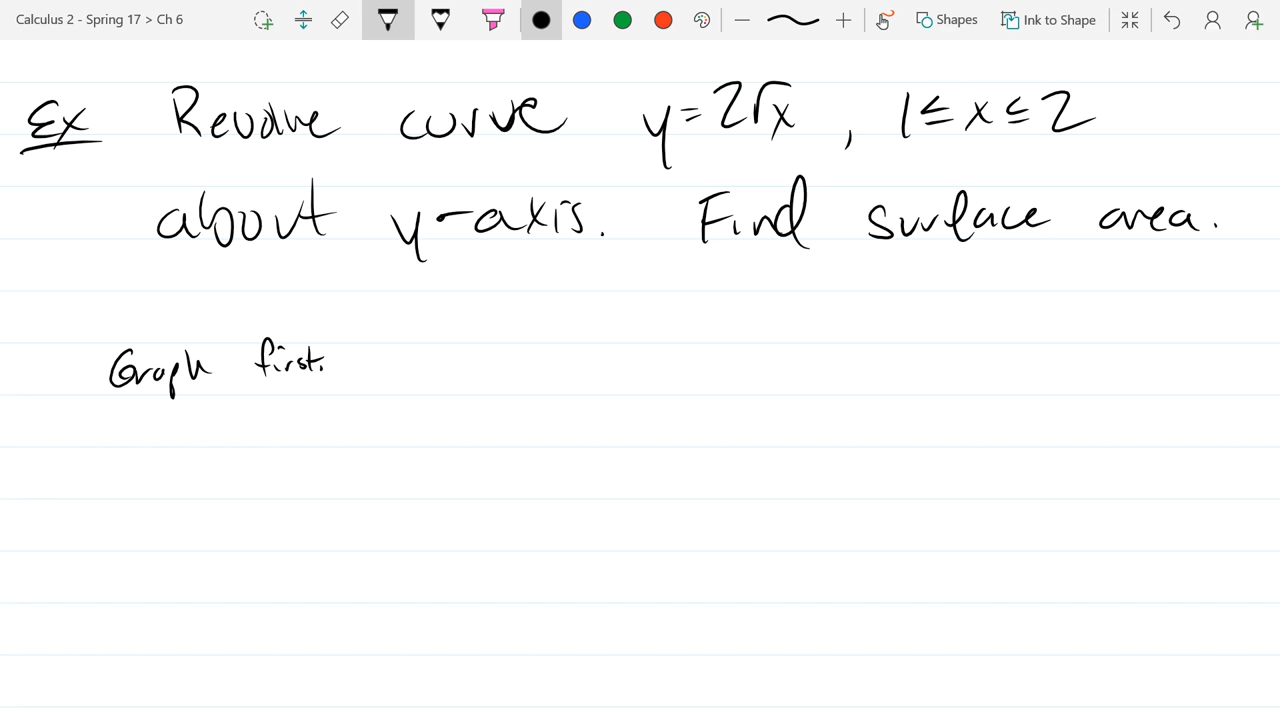 Calculus 2 - Spring 17 > Ch 6
Shapes
Ink to Shape
Ex Revolve curve y=2√x, 1≤x≤2
about y-axis. Find surface area.
Graph first.